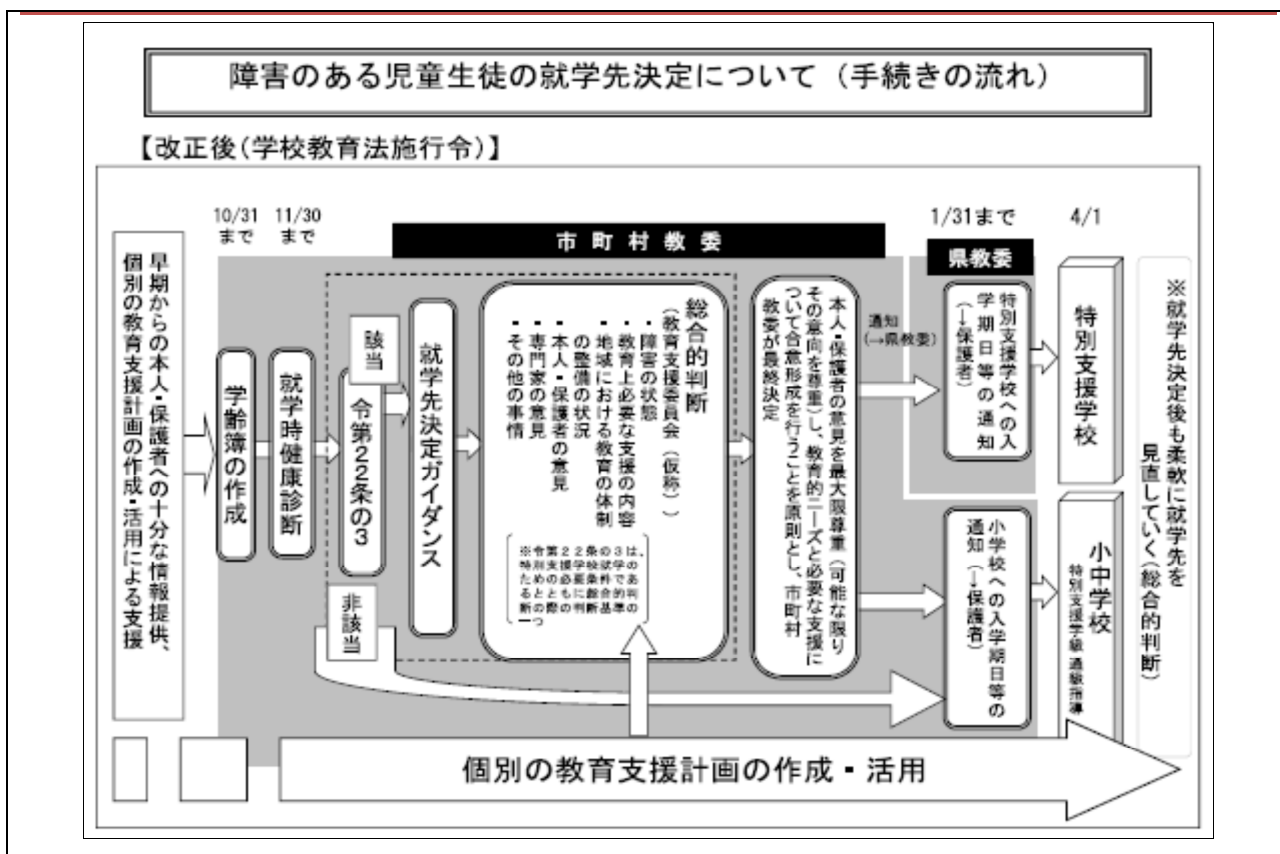 障害のある児童生徒の就学先決定について（手続きの流れ）
【改正後（学校教育法施行令）】
10/31
まで
11/30
まで
市町村教委
1/31まで
県教委
4/1
早期からの本人・保護者への十分な情報提供、
個別の教育支援計画の作成・活用による支援
学齢簿の作成
就学時健康診断
該当
令第２２条の３
非該当
就学先決定ガイダンス
総合的判断
（教育支援委員会（仮称））
・障害の状態
・教育上必要な支援の内容
・地域における教育の体制
の整備の状況
・本人・保護者の意見
・専門家の意見
・その他の事情
※令第２２条の３は、
特別支援学校就学の
ための必要条件であ
るとともに総合的判
断の際の判断基準の
一つ
本人・保護者の意見を最大限尊重（可能な限り
その意向を尊重）し、教育的ニーズと必要な支援に
ついて合意形成を行うことを原則とし、市町村
教委が最終決定
通知
（→県教委）
特別支援学校への入
学期日等の通知
（→保護者）
小学校への入学期日等の
通知（→保護者）
特別支援学校
小中学校
特別支援学級 通級指導
※就学先決定後も柔軟に就学先を
見直していく（総合的判断）
個別の教育支援計画の作成・活用